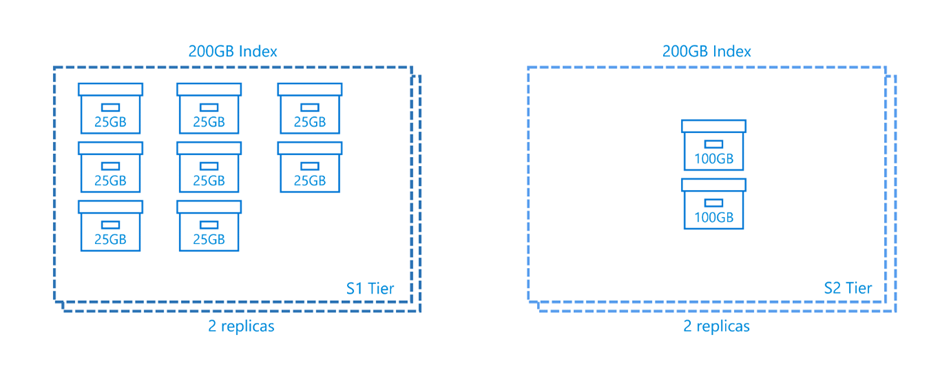 200GB Index
25GB
25GB
25GB
25GB
25GB
25GB
25GB
25GB
S1 Tier
2 replicas
200GB Index
100GB
100GB
S2 Tier
2 replicas